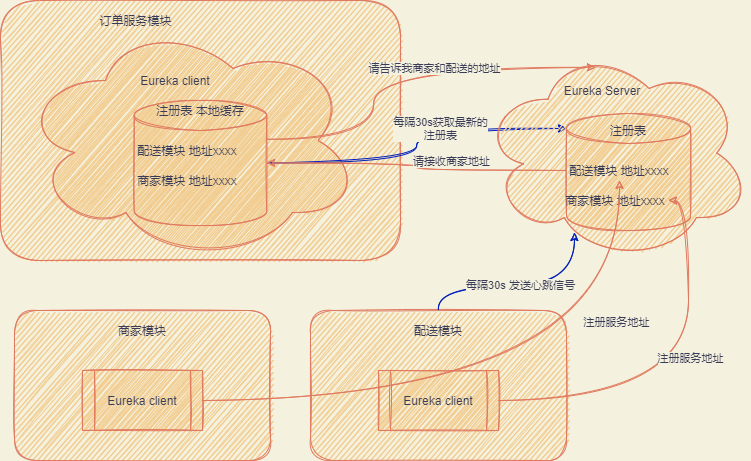 订单服务模块
Eureka client
注册表 本地缓存
配送模块 地址xxxx
商家模块 地址xxxx
请告诉我商家和配送的地址
每隔30s获取最新的
注册表
请接收商家地址
Eureka Server
注册表
配送模块 地址xxxx
商家模块 地址xxxx
每隔30s 发送心跳信号
注册服务地址
注册服务地址
商家模块
Eureka client
配送模块
Eureka client